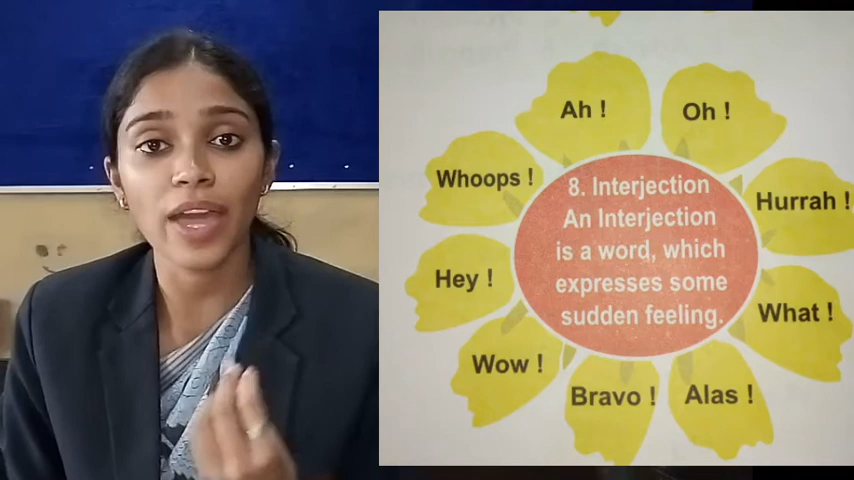 Ah !
Oh !
Whoops !
Hurrah !
Hey !
What !
Wow !
Bravo !
Alas !
8. Interjection
An Interjection
is a word, which
expresses some
sudden feeling.